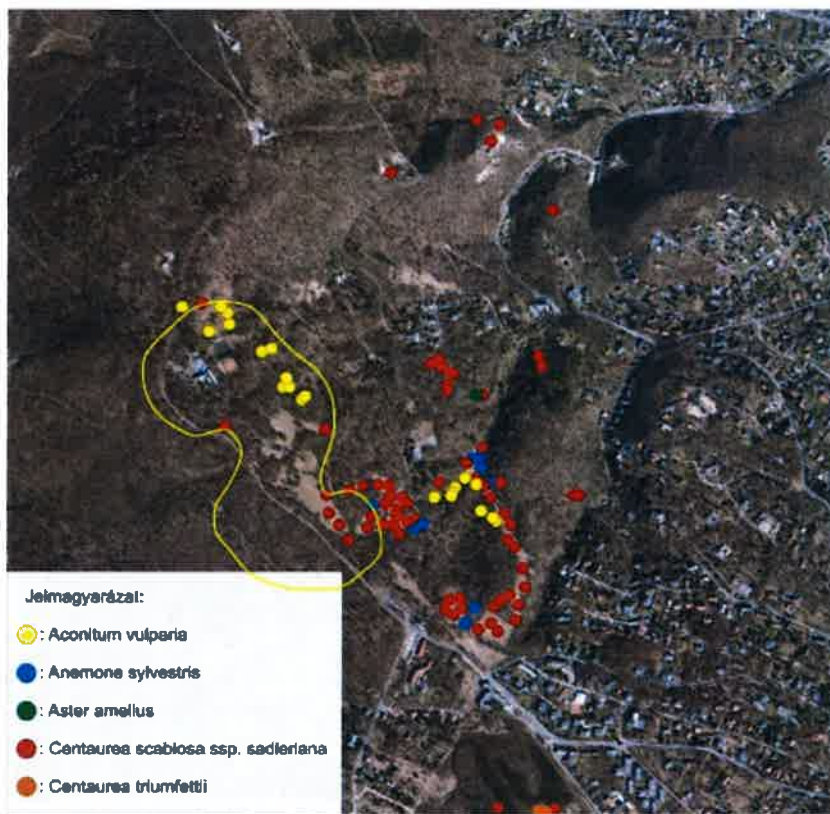 Jelmagyarázat:
: Aconitum vulparia
: Anemone sylvestris
: Aster amellus
: Centaurea scabiosa ssp. sadleriana
: Centaurea triumfettii